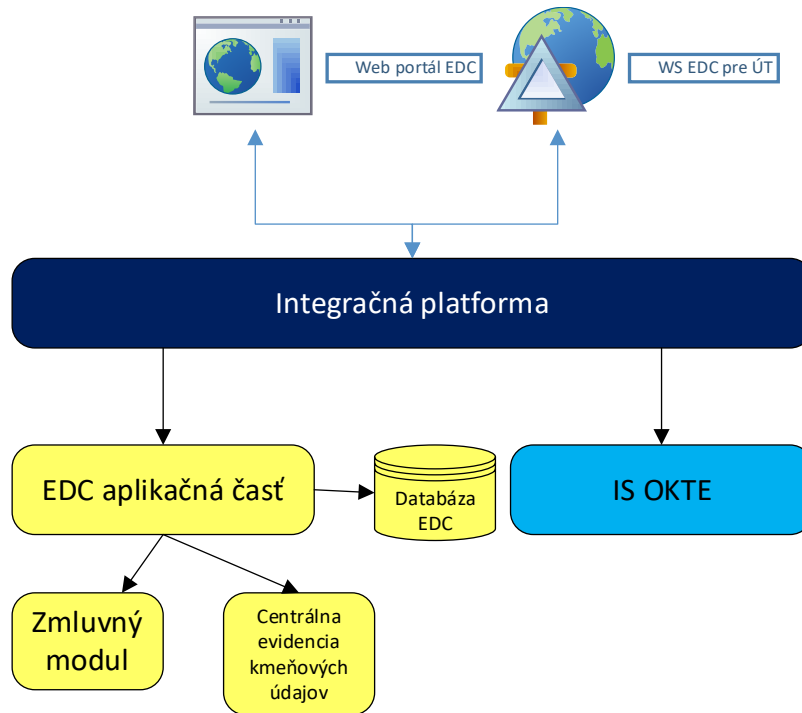 Web portál EDC
WS EDC pre ÚT
Integračná platforma
EDC aplikačná časť
Databáza
EDC
IS OKTE
Zmluvný
modul
Centrálna
evidencia
kmeňových
údajov